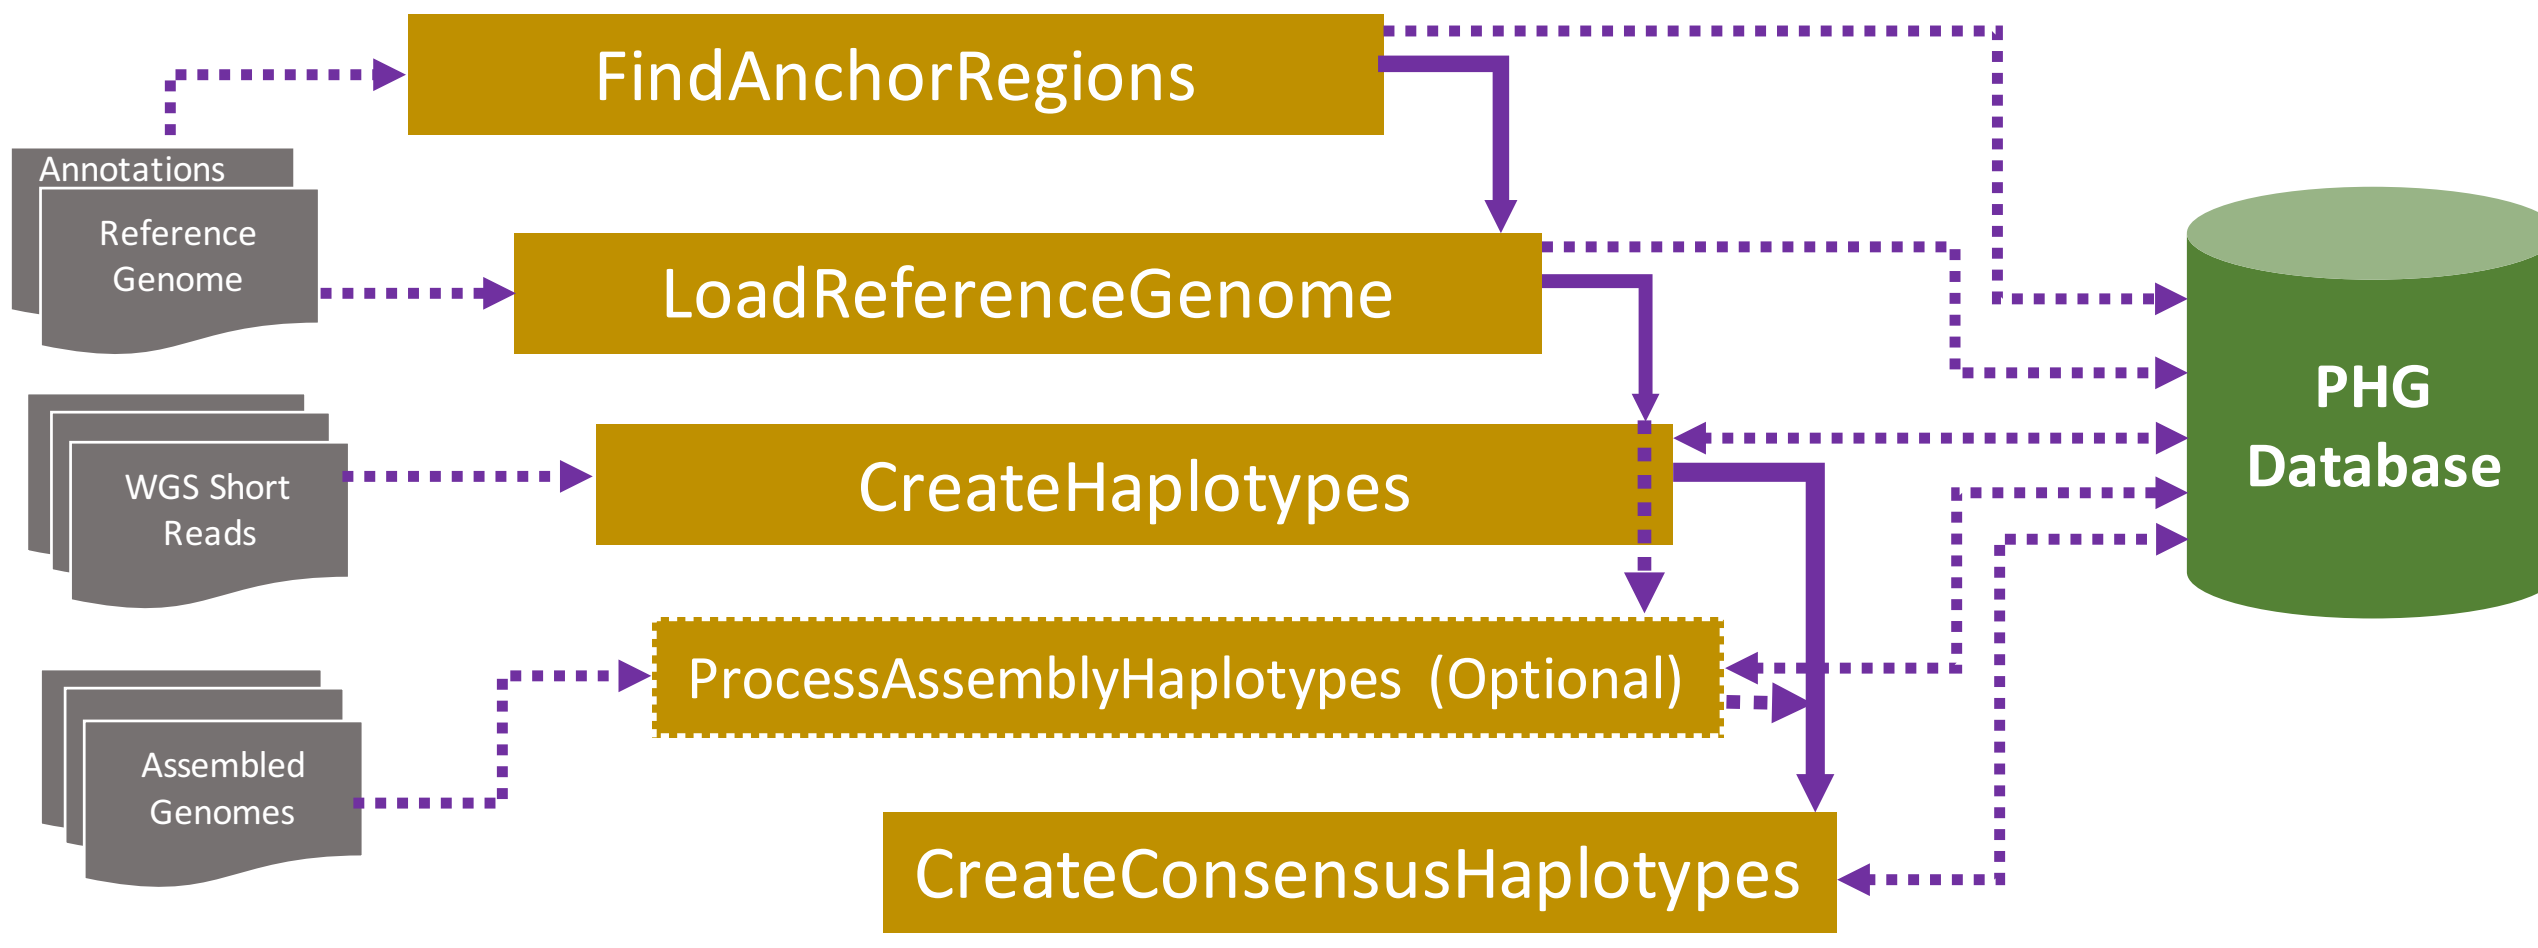 FindAnchorRegions
Annotations
Reference
Genome
LoadReferenceGenome
PHG
Database
WGS Short
Reads
CreateHaplotypes
ProcessAssemblyHaplotypes (Optional)
Assembled
Genomes
CreateConsensusHaplotypes